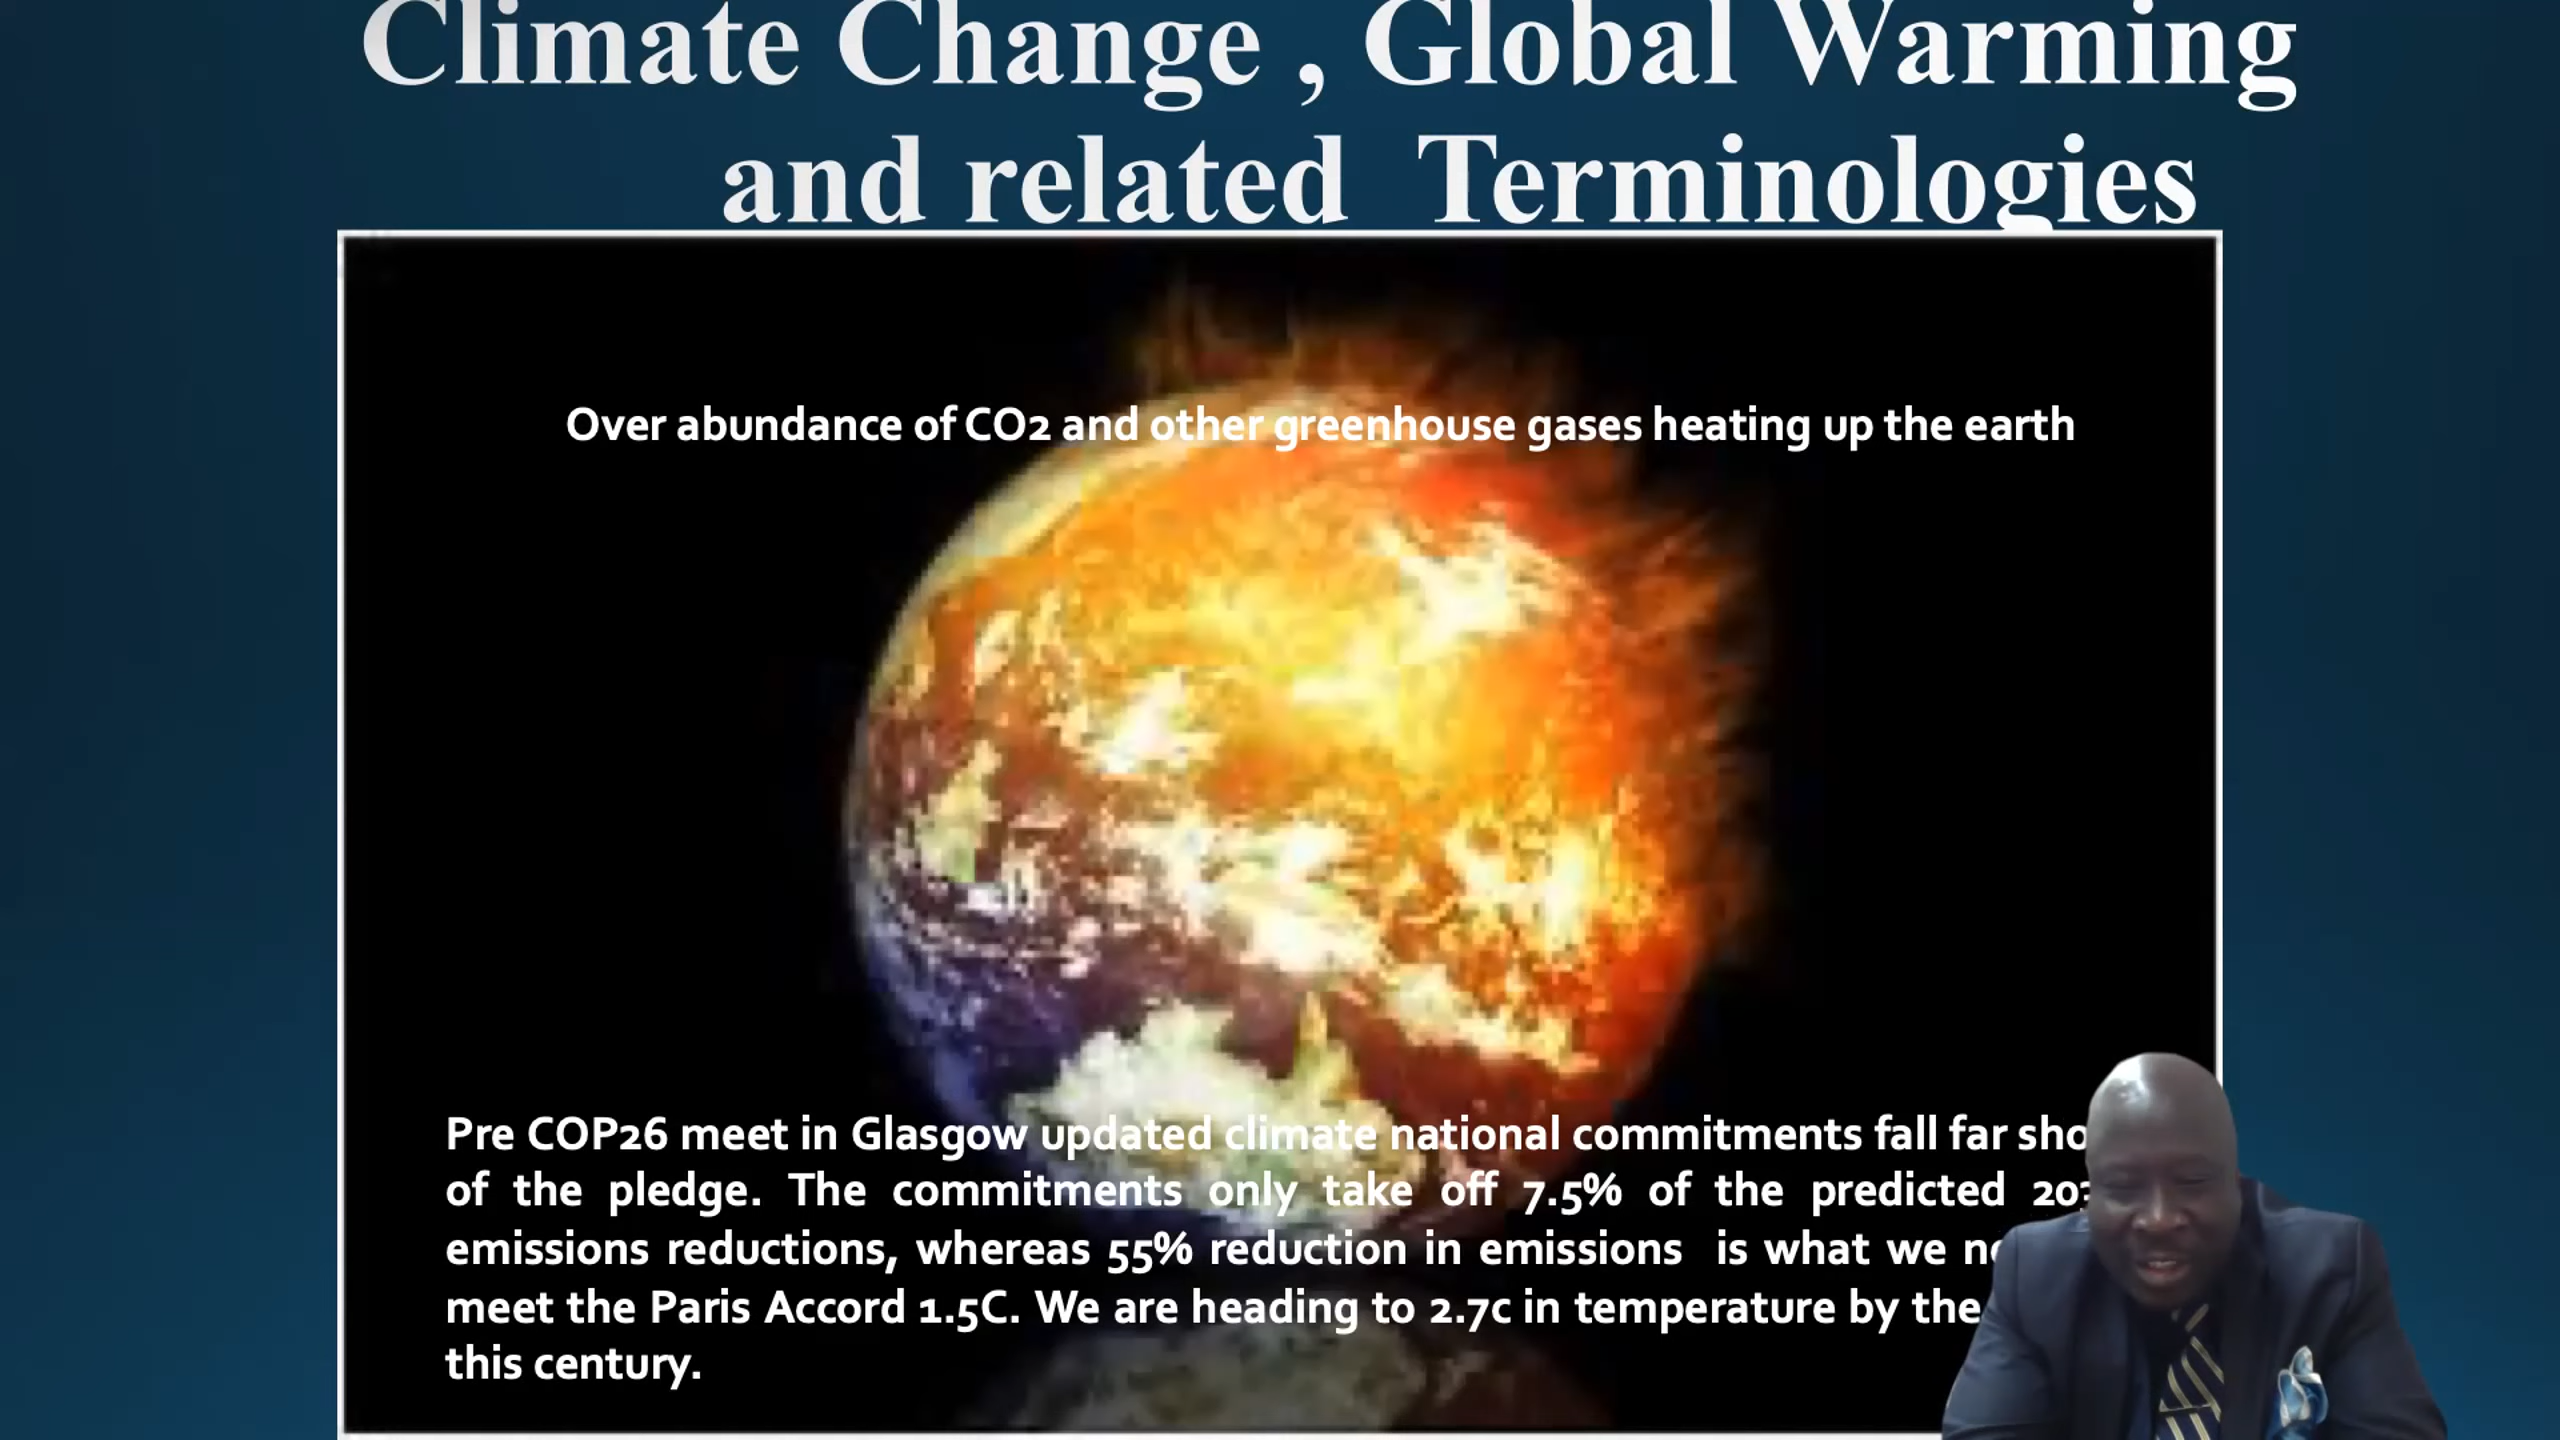 Climate Change , Global Warming
and related Terminologies
Over abundance of CO2 and other greenhouse gases heating up the earth
Pre COP26 meet in Glasgow updated climate national commitments fall far
of the pledge. The commitments only take off 7.5% of the predicted
emissions reductions, whereas 55% reduction in emissions is what we
meet the Paris Accord 1.5C. We are heading to 2.7c in temperature by the
this century.